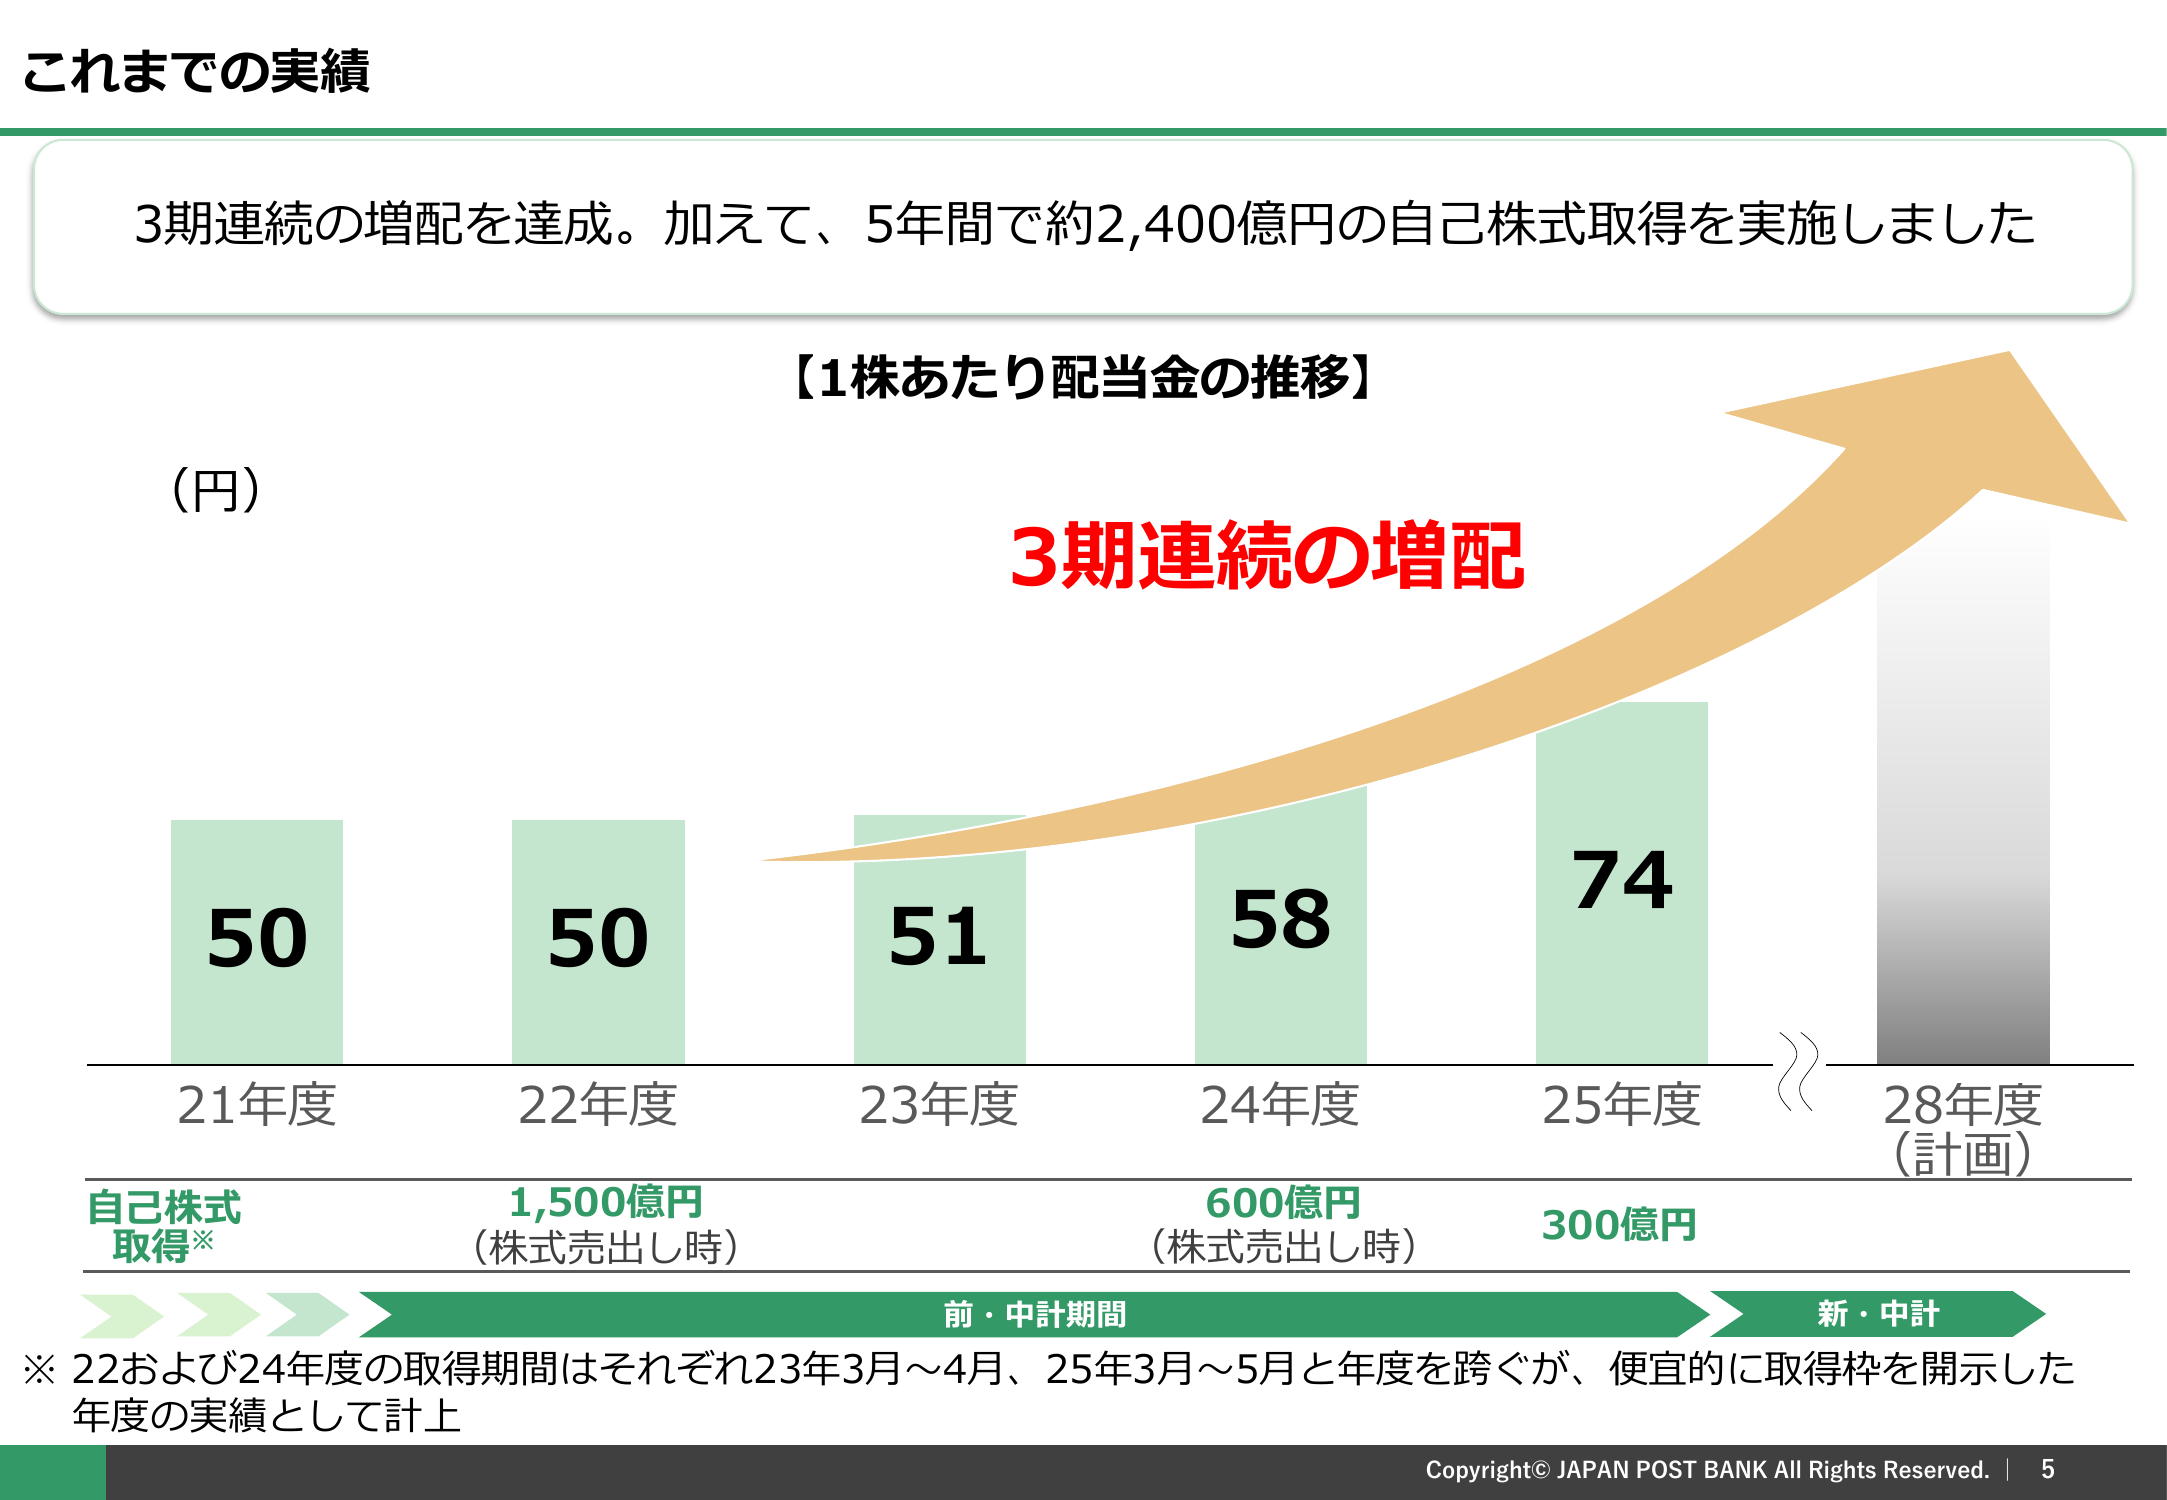 これまでの実績
3期連続の増配を達成。加えて、5年間で約2,400億円の自己株式取得を実施しました
【1株あたり配当金の推移】
（円）
3期連続の増配
50
50
51
58
74
21年度
22年度
23年度
24年度
25年度
28年度
（計画）
自己株式
取得※
1,500億円
（株式売出し時）
600億円
（株式売出し時）
300億円
前・中計期間
新・中計
※ 22および24年度の取得期間はそれぞれ23年3月～4月、25年3月～5月と年度を跨ぐが、便宜的に取得枠を開示した
年度の実績として計上
Copyright© JAPAN POST BANK All Rights Reserved. | 5